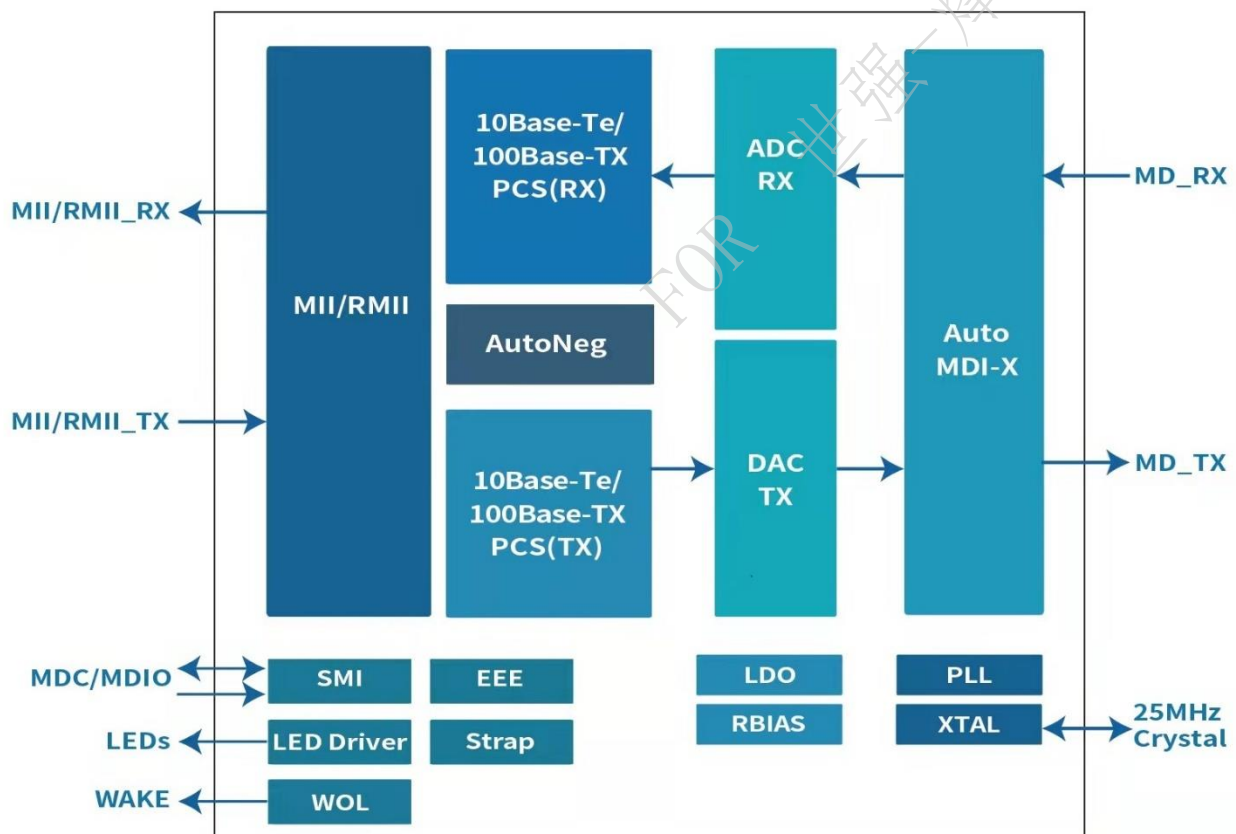 10Base-Te/
100Base-TX
PCS(RX)
ADC
RX
MD_RX
MII/RMII_RX
MII/RMII
AutoNeg
Auto
MDI-X
MII/RMII_TX
10Base-Te/
100Base-TX
PCS(TX)
DAC
TX
MD_TX
MDC/MDIO
SMI
EEE
LDO
PLL
LEDs
LED Driver
Strap
RBIAS
XTAL
25MHz
Crystal
WAKE
WOL
FOR 世强-